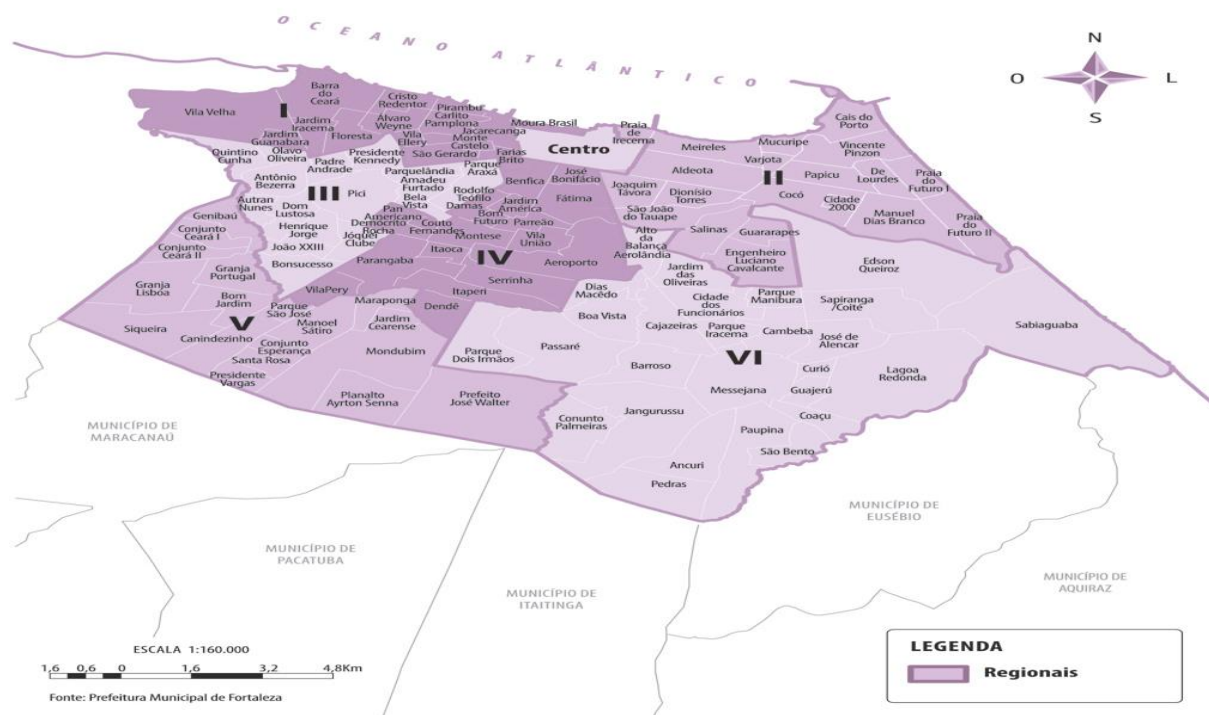 OCEANO ATLÂNTICO
N
O
L
S
Vila Velha
I
Barra
do
Ceará
Jardim
Iracema
Jardim
Guanabara
Floresta
Cristo
Redentor
Álvaro
Weyne
Pirambu
Carlito
Pamplona
Jacarecanga
Vila
Ellery
Monte
Castelo
São Gerardo
Farias
Brito
Moura Brasil
Centro
Praia
de
Irecema
Meireles
Aldeota
Varjota
Mucuripe
Cais do
Porto
Vincente
Pinzon
II
Papicu
De
Lourdes
Praia
do
Futuro I
Praia
do
Futuro II
Cocó
Cidade
2000
Manuel
Dias Branco
Joaquim
Távora
Dionísio
Torres
São João
do Tauape
Salinas
Guararapes
Engenheiro
Luciano
Cavalcante
Quintino
Cunha
Olavo
Oliveira
Padre
Andrade
Presidente
Kennedy
Antônio
Bezerra
III
Pici
Parquelândia
Amadeu
Furtado
Bela
Vista
Parque
Araxá
Rodolfo
Teófilo
Damas
Autran
Nunes
Dom
Lustosa
Henrique
Jorge
João XXIII
Bonsucesso
Jóquei
Clube
Pan
Americano
Demócrito
Rocha
Couto
Fernandes
Benfica
José
Bonifácio
Jardim
América
Fátima
Bom
Futuro
Parreão
Montese
Vila
União
Itaoca
IV
Aeroporto
Parangaba
Serrinha
Itaperi
VilaPery
Dendê
Genibaú
Conjunto
Ceará I
Conjunto
Ceará II
Granja
Portugal
Granja
Lisboa
Bom
Jardim
Siqueira
V
Canindezinho
Parque
São José
Manoel
Sátiro
Conjunto
Esperança
Santa Rosa
Presidente
Vargas
Maraponga
Jardim
Cearense
Mondubim
Planalto
Ayrton Senna
Prefeito
José Walter
Alto
da
Balança
Aerolândia
Jardim
das
Oliveiras
Dias
Macêdo
Boa Vista
Cidade
dos
Funcionários
Parque
Manibura
Edson
Queiroz
Sapiranga
/Coité
Sabiaguaba
Cajazeiras
Parque
Iracema
Cambeba
José de
Alencar
Passaré
Parque
Dois Irmãos
Barroso
VI
Curió
Lagoa
Redonda
Messejana
Guajerú
Jangurussu
Conunto
Palmeiras
Coaçu
Paupina
São Bento
Ancuri
Pedras
MUNICÍPIO DE
MARACANAÚ
MUNICÍPIO DE
PACATUBA
MUNICÍPIO DE
ITAITINGA
MUNICÍPIO DE
EUSÉBIO
MUNICÍPIO DE
AQUIRAZ
ESCALA 1:160.000
1,6 0,6 0 1,6 3,2 4,8Km
Fonte: Prefeitura Municipal de Fortaleza
LEGENDA
Regionais